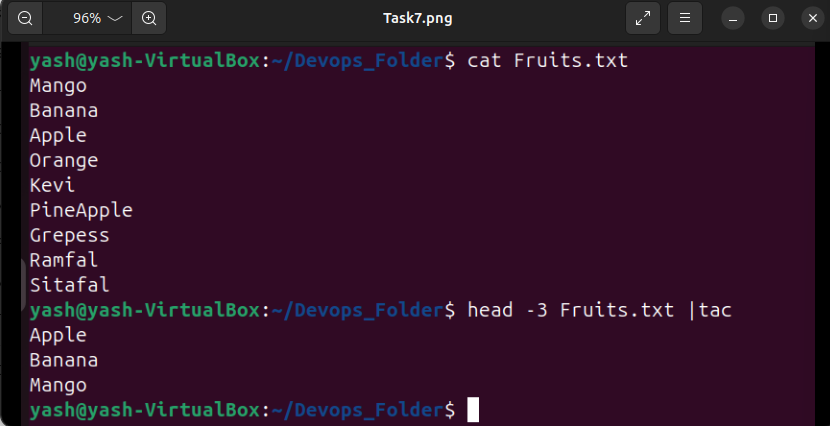 96%
Task7.png
yash@yash-VirtualBox:~/Devops_Folder$ cat Fruits.txt
Mango
Banana
Apple
Orange
Kevi
PineApple
Grepess
Ramfal
Sitafal
yash@yash-VirtualBox:~/Devops_Folder$ head -3 Fruits.txt |tac
Apple
Banana
Mango
yash@yash-VirtualBox:~/Devops_Folder$